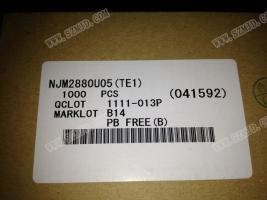 NJM2880U05(TE1)
1000 PCS (041592)
QCLOT 1111-013P
MARKLOT B14
PB FREE(B)